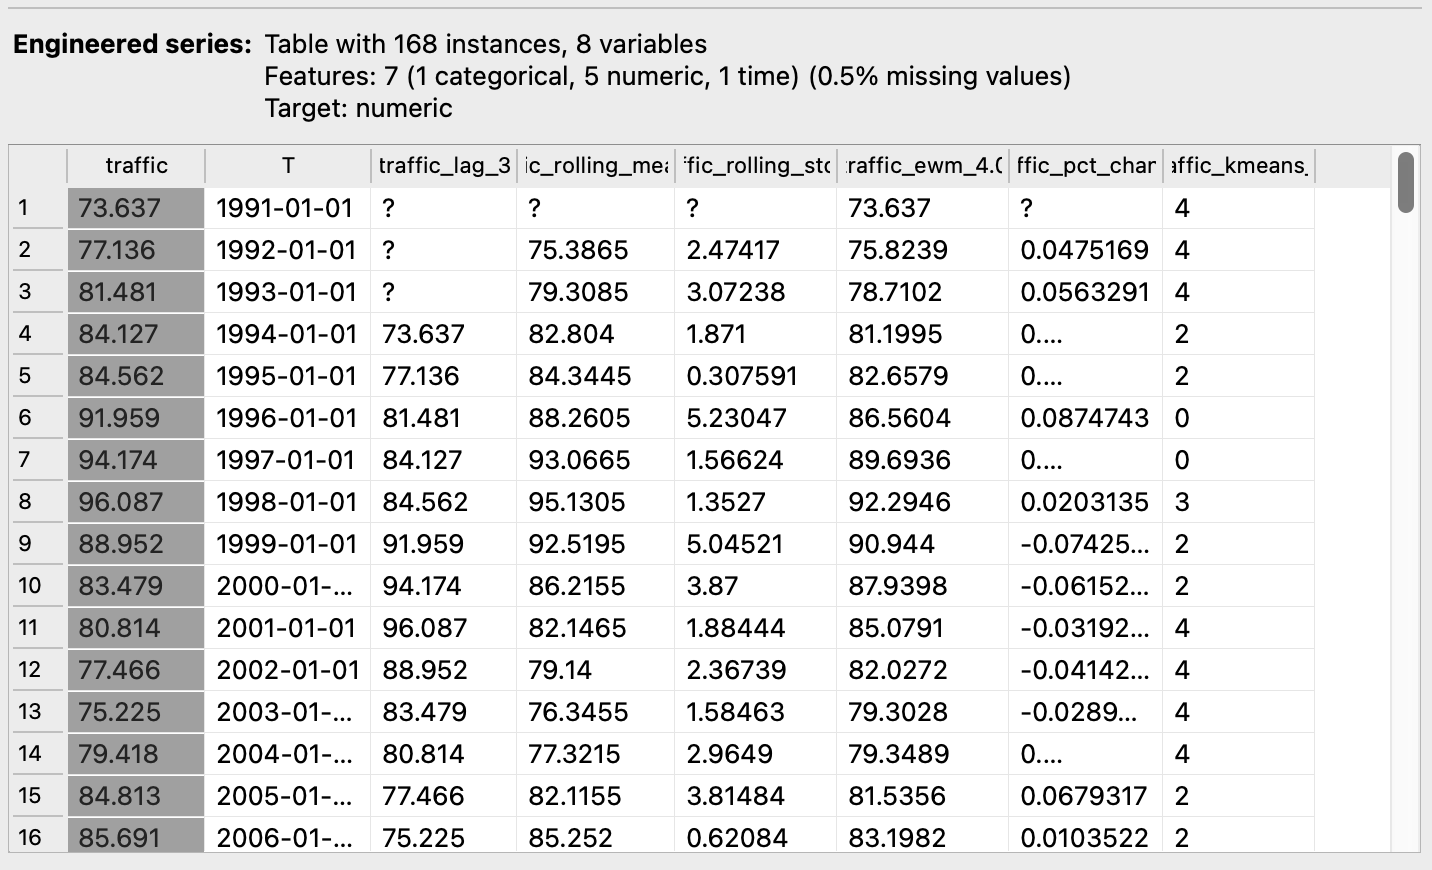 Engineered series: Table with 168 instances, 8 variables
Features: 7 (1 categorical, 5 numeric, 1 time) (0.5% missing values)
Target: numeric
traffic T traffic_lag_3 ic_rolling_mea ffic_rolling_stc raffic_ewm_4.0 ffic_pct_char affic_kmeans_
1 73.637 1991-01-01 ? ? ? 73.637 ? 4
2 77.136 1992-01-01 ? 75.3865 2.47417 75.8239 0.0475169 4
3 81.481 1993-01-01 ? 79.3085 3.07238 78.7102 0.0563291 4
4 84.127 1994-01-01 73.637 82.804 1.871 81.1995 0.... 2
5 84.562 1995-01-01 77.136 84.3445 0.307591 82.6579 0.... 2
6 91.959 1996-01-01 81.481 88.2605 5.23047 86.5604 0.0874743 0
7 94.174 1997-01-01 84.127 93.0665 1.56624 89.6936 0.... 0
8 96.087 1998-01-01 84.562 95.1305 1.3527 92.2946 0.0203135 3
9 88.952 1999-01-01 91.959 92.5195 5.04521 90.944 -0.07425... 2
10 83.479 2000-01-... 94.174 86.2155 3.87 87.9398 -0.06152... 2
11 80.814 2001-01-01 96.087 82.1465 1.88444 85.0791 -0.03192... 4
12 77.466 2002-01-01 88.952 79.14 2.36739 82.0272 -0.04142... 4
13 75.225 2003-01-... 83.479 76.3455 1.58463 79.3028 -0.0289... 4
14 79.418 2004-01-... 80.814 77.3215 2.9649 79.3489 0.... 4
15 84.813 2005-01-... 77.466 82.1155 3.81484 81.5356 0.0679317 2
16 85.691 2006-01-... 75.225 85.252 0.62084 83.1982 0.0103522 2